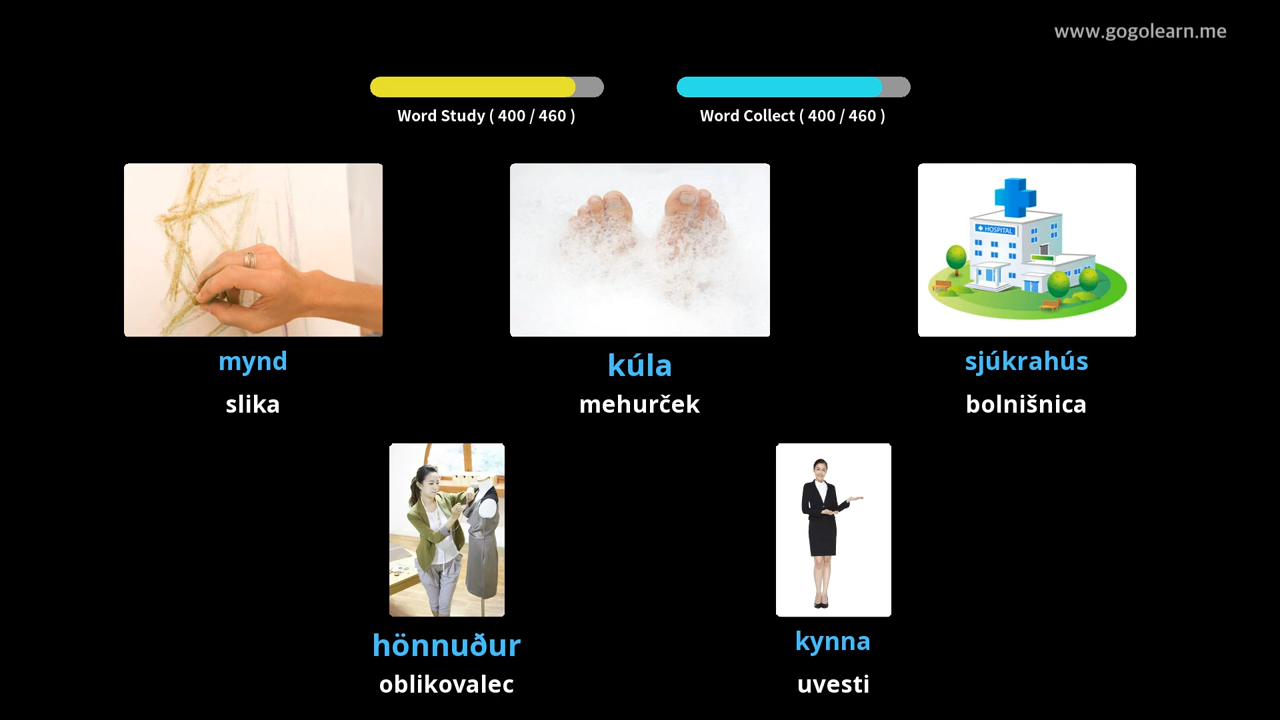 www.gogolearn.me
Word Study ( 400 / 460 )
Word Collect ( 400 / 460 )
HOSPITAL
mynd
kúla
sjúkrahús
slika
mehurček
bolnišnica
hönnuður
kynna
oblikovalec
uvesti